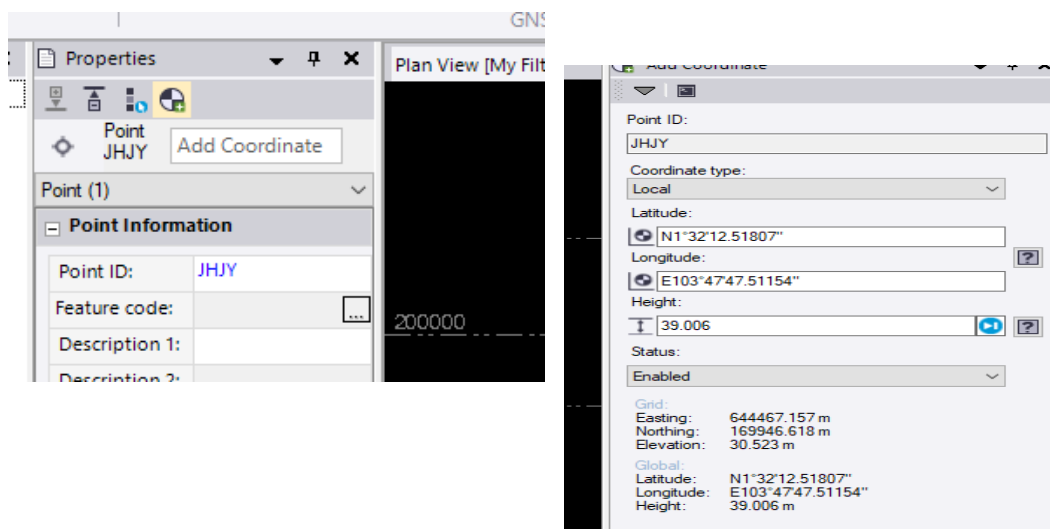 GNS
Properties
Plan View [My Filt
Point
JHJY
Add Coordinate
Point (1)
Point Information
Point ID: JHJY
Feature code:
...
Description 1:
Description 2:
200000
Add Coordinate
Point ID:
JHJY
Coordinate type:
Local
Latitude:
N1°32'12.51807"
Longitude:
E103°47'47.51154"
Height:
39.006
Status:
Enabled
Grid:
Easting: 644467.157 m
Northing: 169946.618 m
Elevation: 30.523 m
Global:
Latitude: N1°32'12.51807"
Longitude: E103°47'47.51154"
Height: 39.006 m